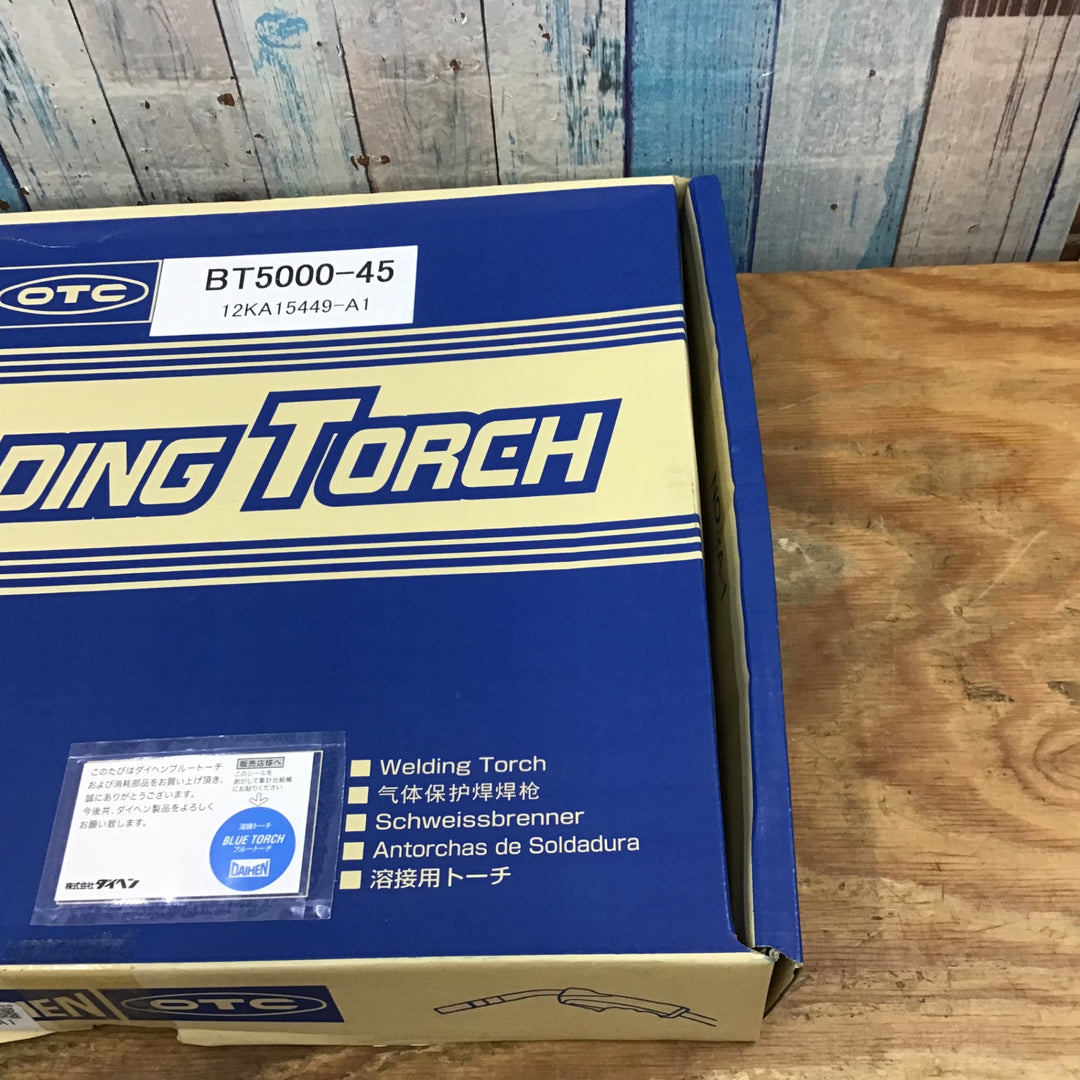 OTC
BT5000-45
12KA15449-A1
DING TORCH
このたびはダイヘンブルートーチ
および消耗部品をお買い上げ頂き、
誠にありがとうございます。
今後共、ダイヘン製品をよろしく
お願い致します。
株式会社 ダイヘン
販売店様へ
このシールを
剥がして集計台紙帳
にお貼りください
溶接トーチ
BLUE TORCH
ブルートーチ
DAIHEN
Welding Torch
气体保护焊焊枪
Schweissbrenner
Antorchas de Soldadura
溶接用トーチ
HEN
OTC